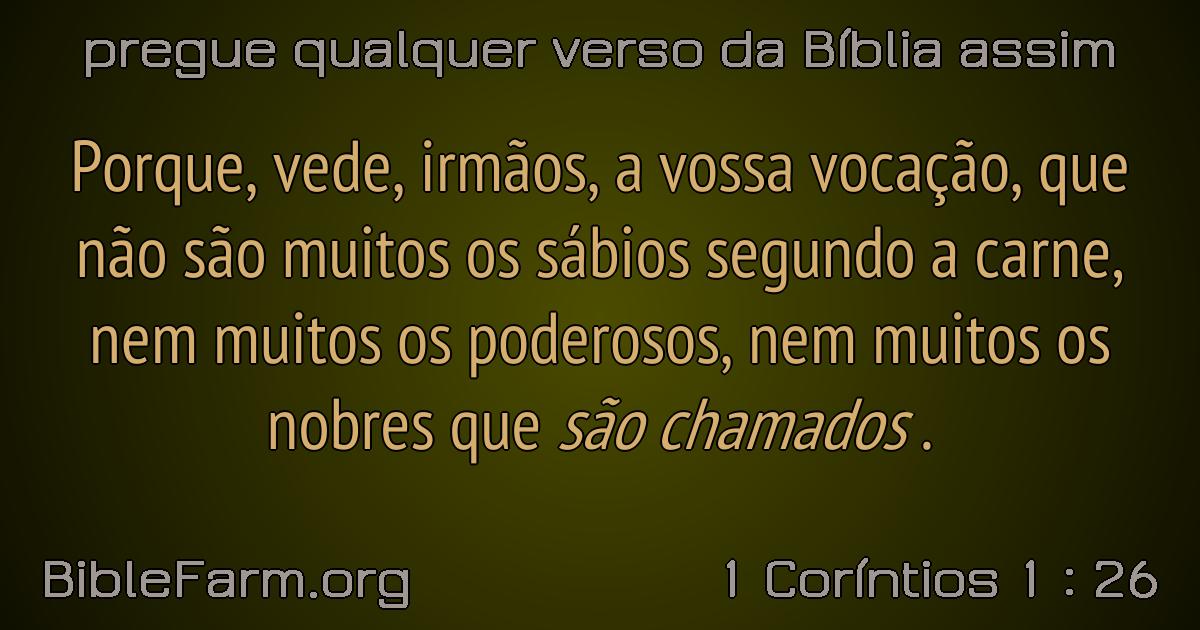 pregue qualquer verso da Bíblia assim
Porque, vede, irmãos, a vossa vocação, que
não são muitos os sábios segundo a carne,
nem muitos os poderosos, nem muitos os
nobres que são chamados .
BibleFarm.org
1 Coríntios 1 : 26